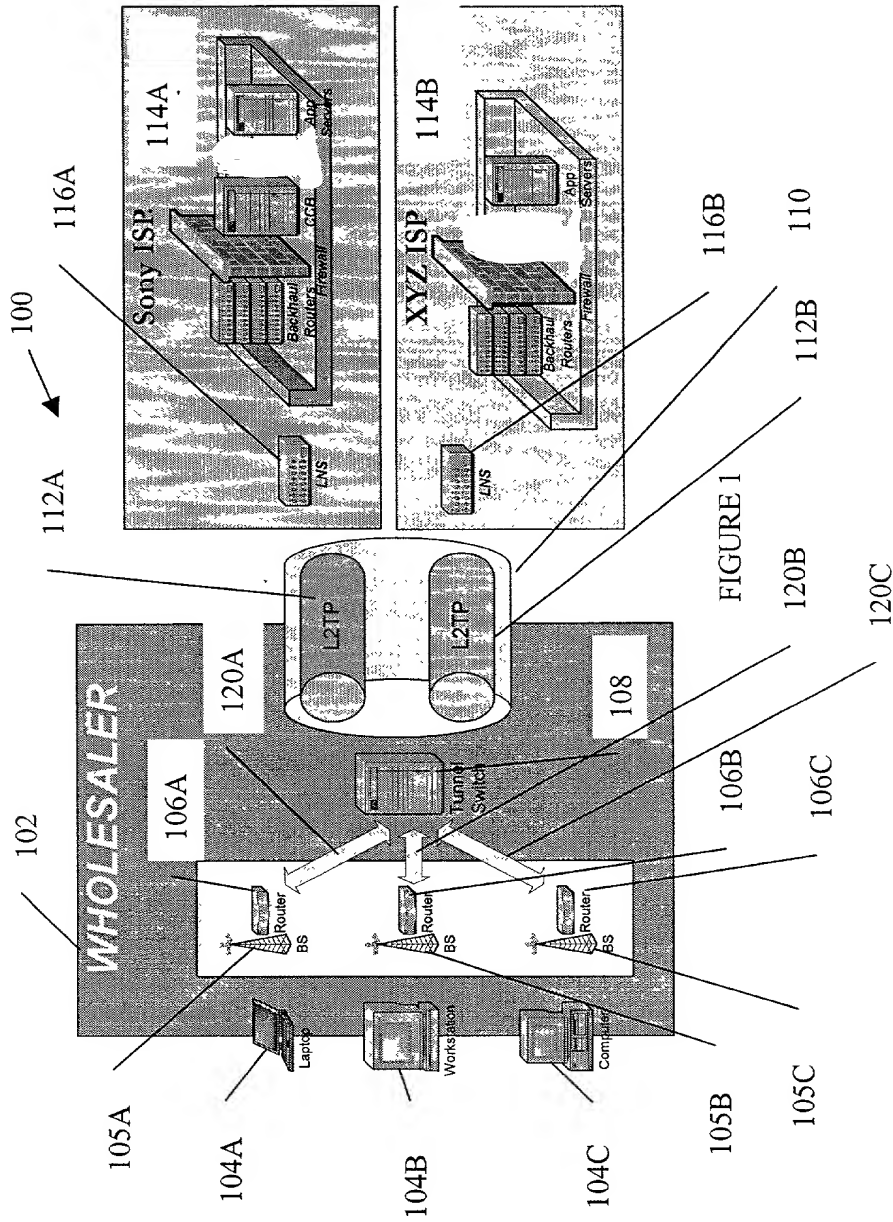 100
102
WHOLESALER
112A
116A
114A
Sony ISP
106A
120A
105A
104A
Laptop
BS
Router
L2TP
LNS
Backhaul
Routers
Firewall
CCB
App
Servers
104B
Workstation
BS
Router
Tunnel
Switch
L2TP
114B
XYZ ISP
LNS
Backhaul
Routers
Firewall
App
Servers
104C
Computer
BS
Router
108
105B
105C
106B
106C
120B
120C
112B
110
116B
FIGURE 1